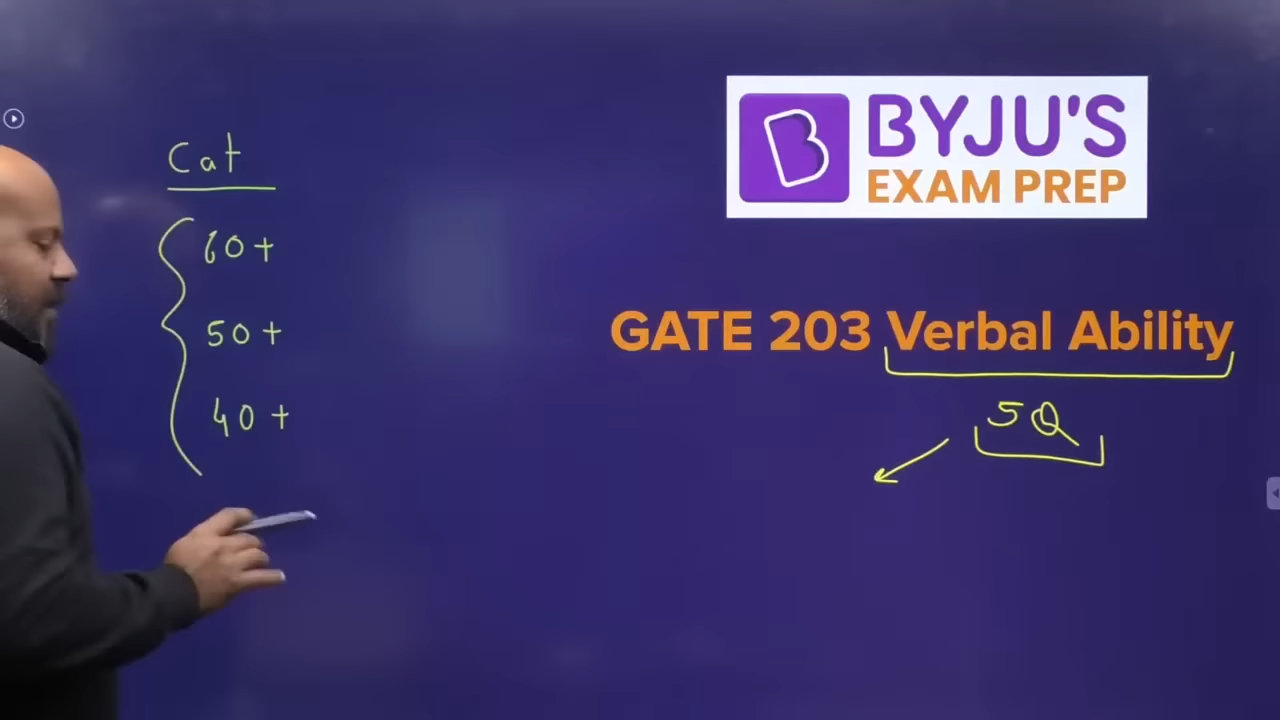 Cat
60+
50+
40+
BYJU'S
EXAM PREP
GATE 203 Verbal Ability
5Q